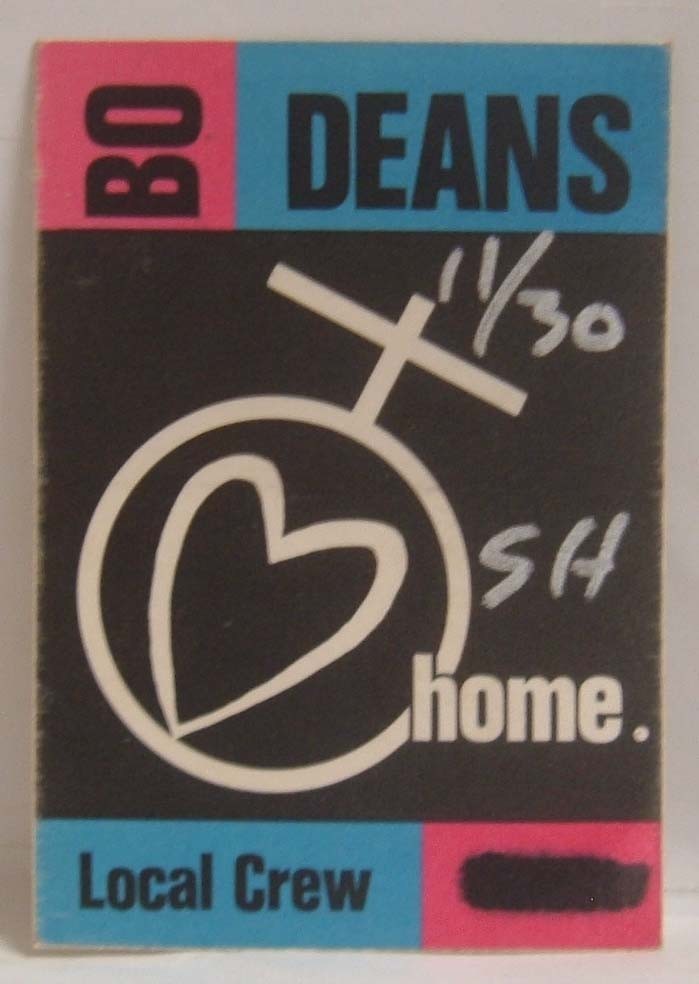 BO DEANS
11/30
SH
home.
Local Crew